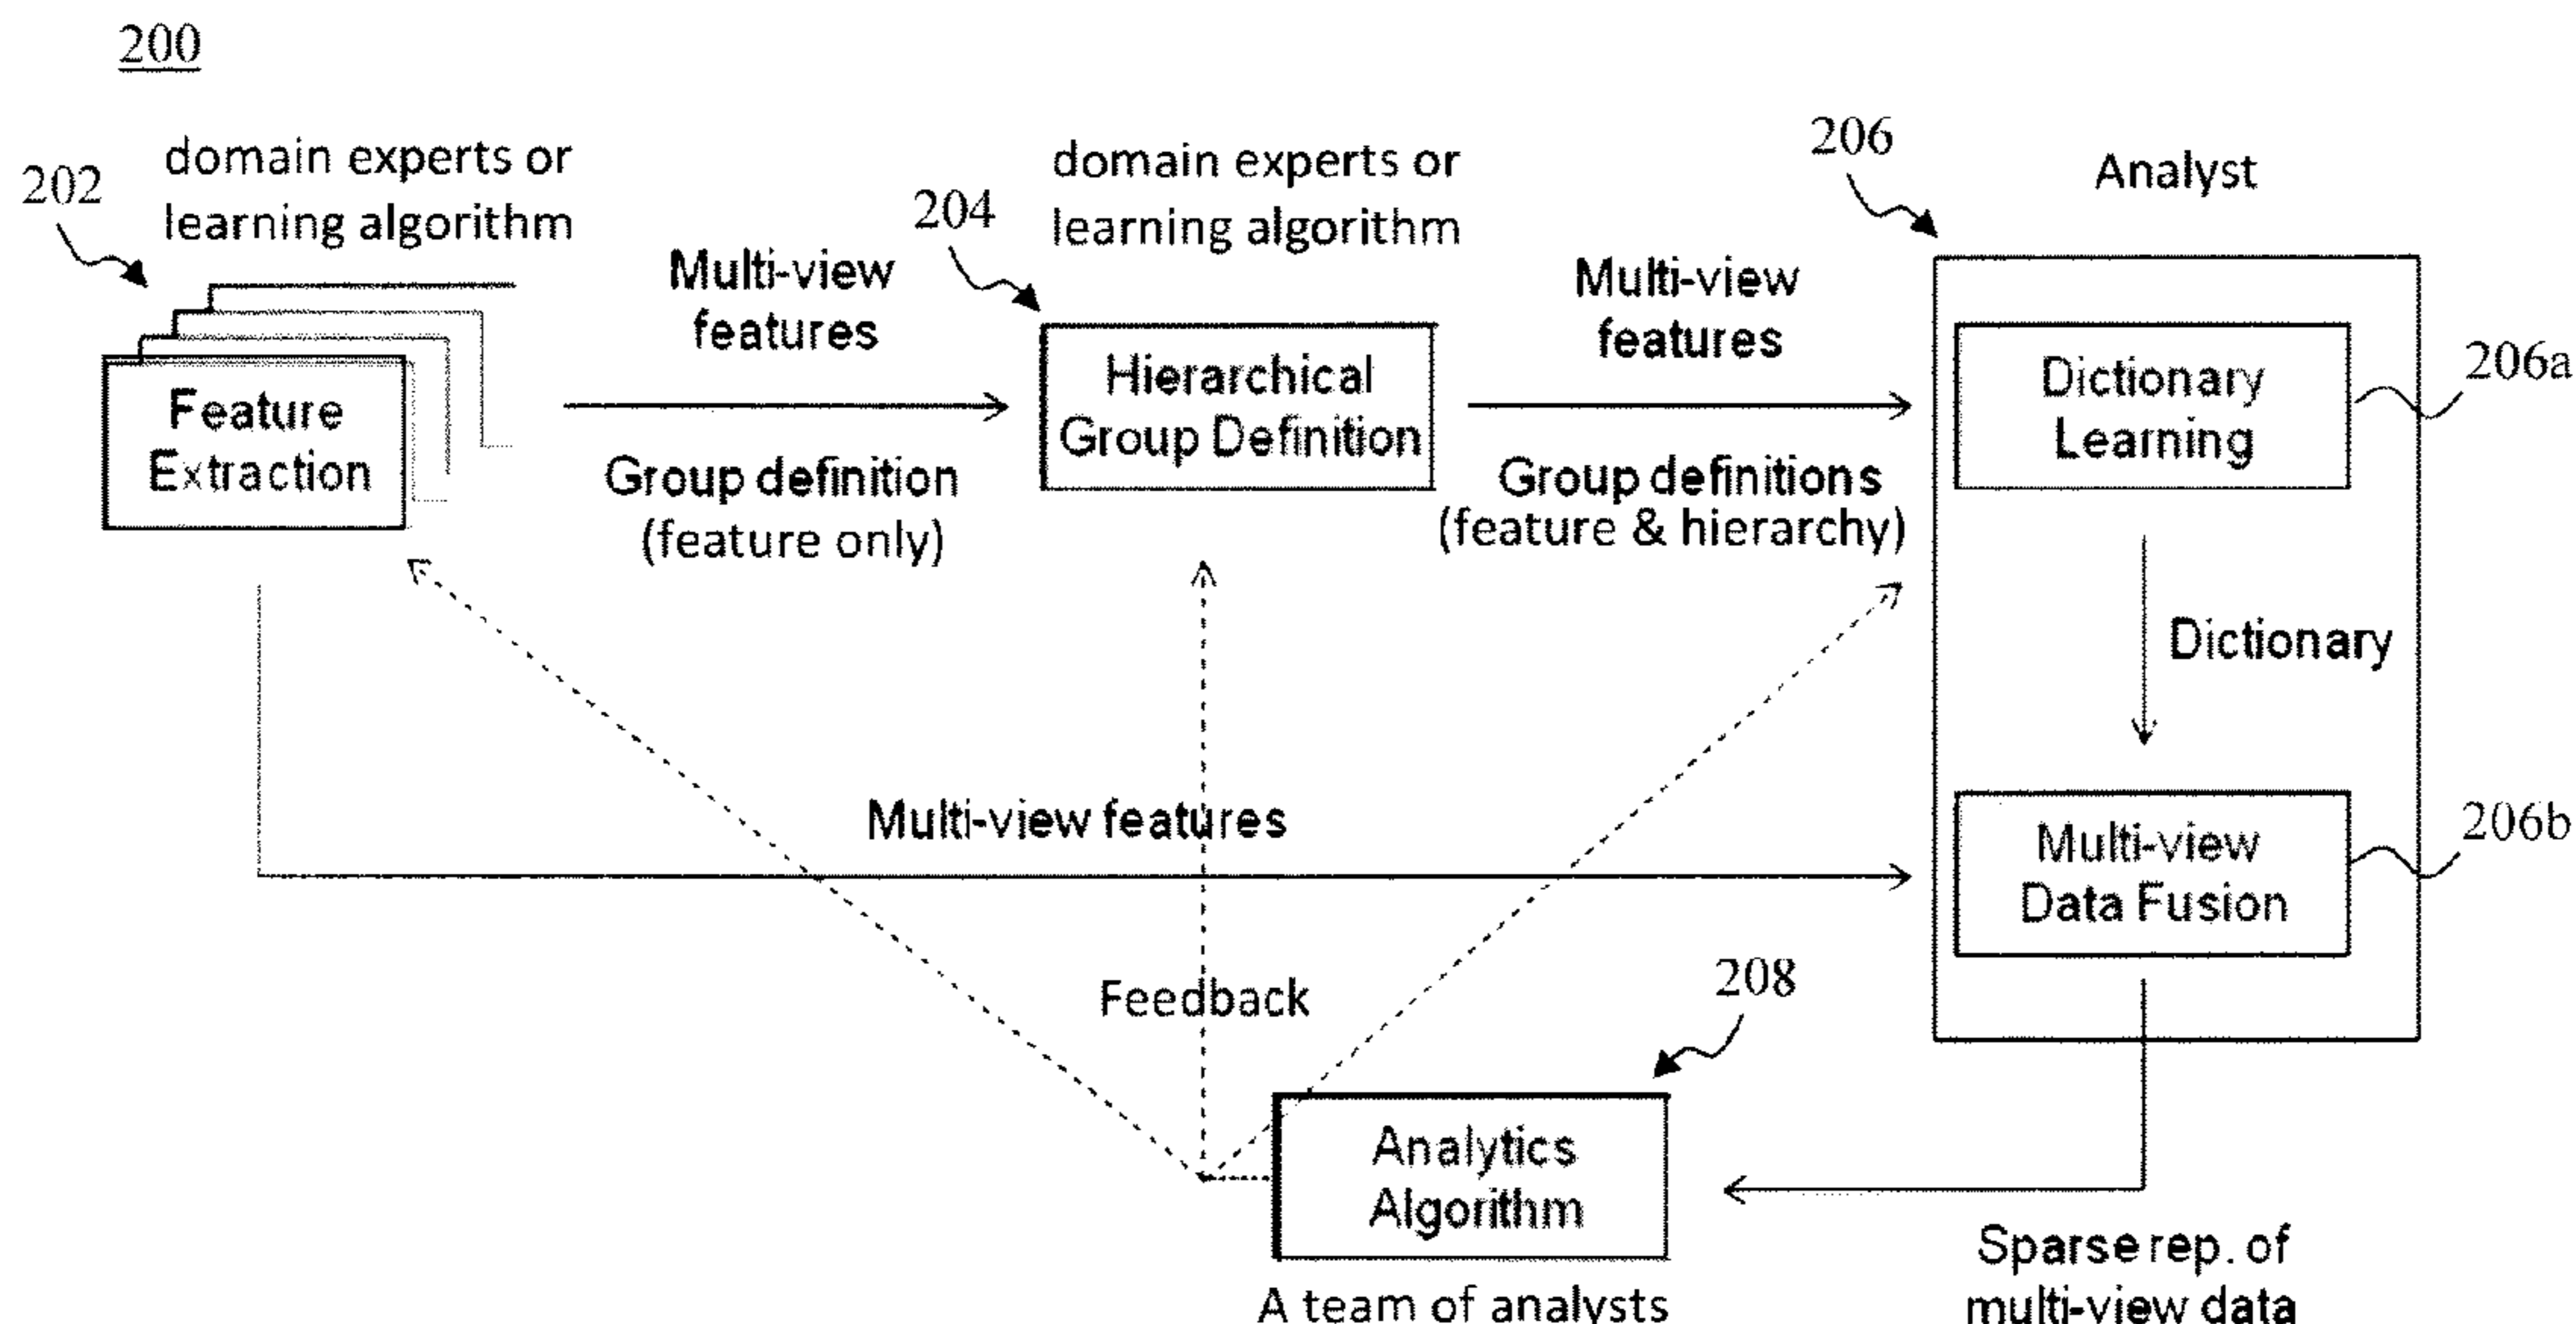 200
202
domain experts or
learning algorithm
Feature
Extraction
Multi-view
features
Group definition
(feature only)
204
domain experts or
learning algorithm
Hierarchical
Group Definition
Multi-view
features
Group definitions
(feature & hierarchy)
206
Analyst
Dictionary
Learning
206a
Dictionary
Multi-view
Data Fusion
206b
Multi-view features
Feedback
208
Analytics
Algorithm
A team of analysts
Sparse rep. of
multi-view data